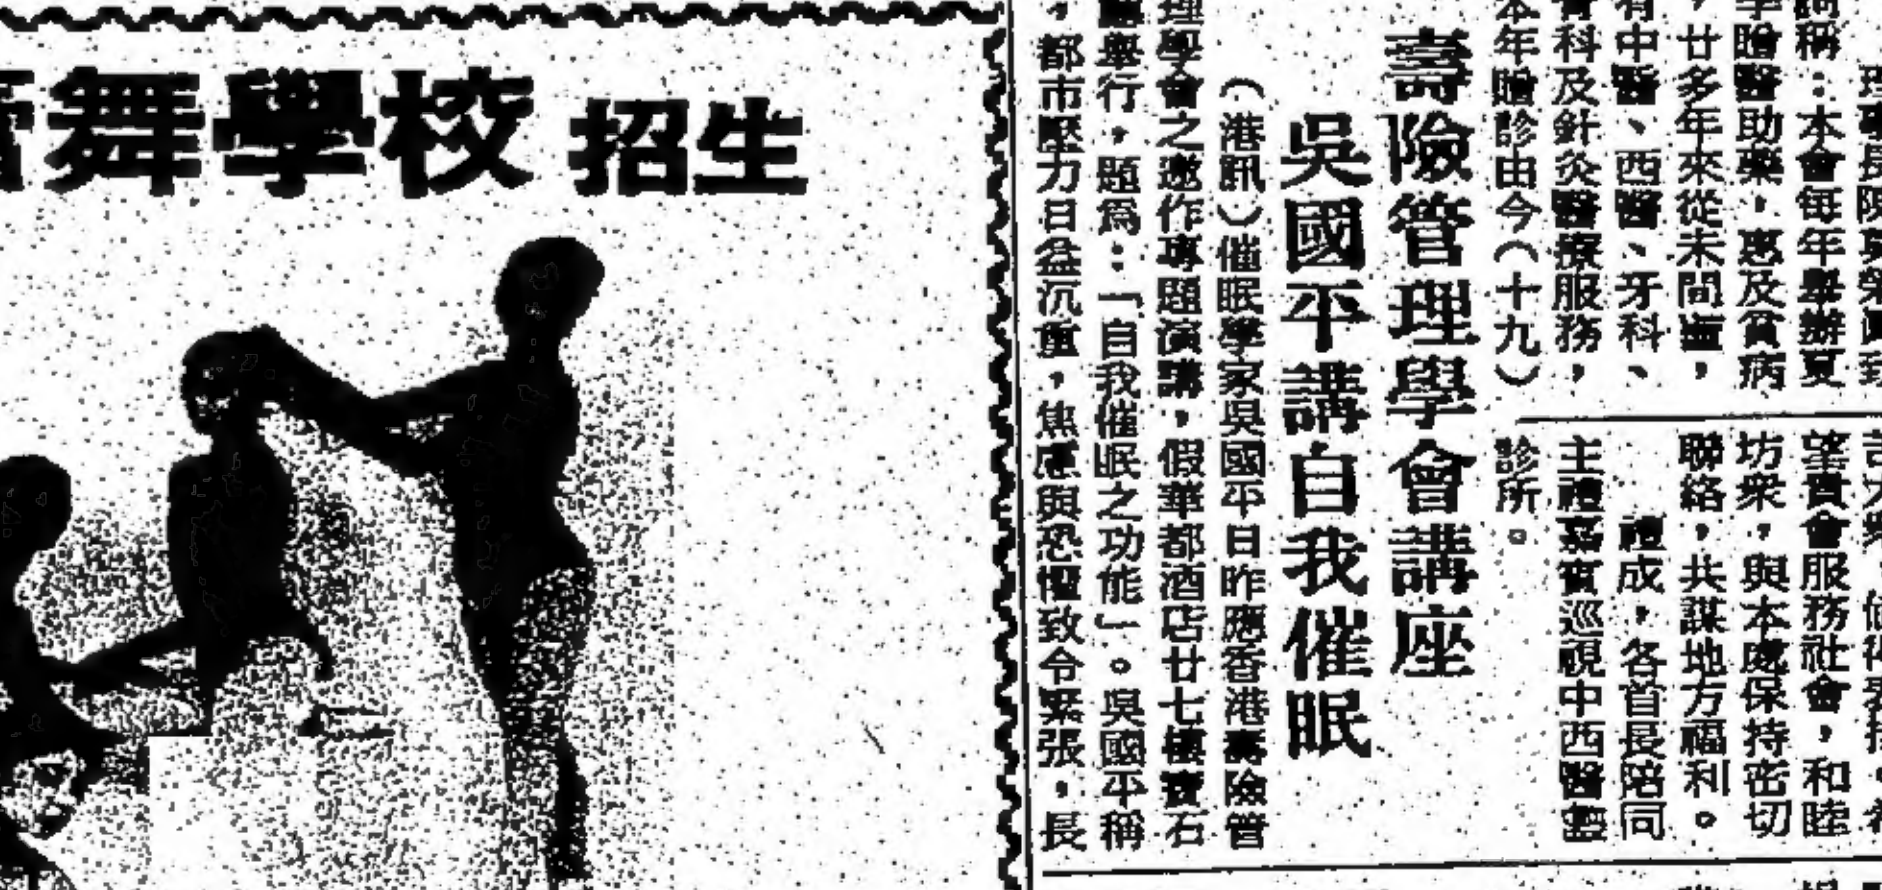 舞學校 招生
理事長陳
詞稱：本會每年舉辦夏
季贈醫助藥，惠及貧病
，廿多年來從未間，
有中醫、西醫、牙科、
骨科及針灸醫療服務，
本年贈診由今（十九）
望貴會服務社會，和睦
坊衆，與本處保持密切
聯絡，共謀地方福利。
禮成，各首長陪同
主禮嘉賓巡視中西醫
診所。
壽險管理學會講座
吳國平講自我催眠
（港訊）催眠學家吳國平日昨應香港壽險管
理學會之邀作專題演講，假華都酒店廿七樓寶石
廳舉行，題爲：「自我催眠之功能」。吳國平稱
，都市壓力日益沉重，焦慮與恐懼致令緊張，長